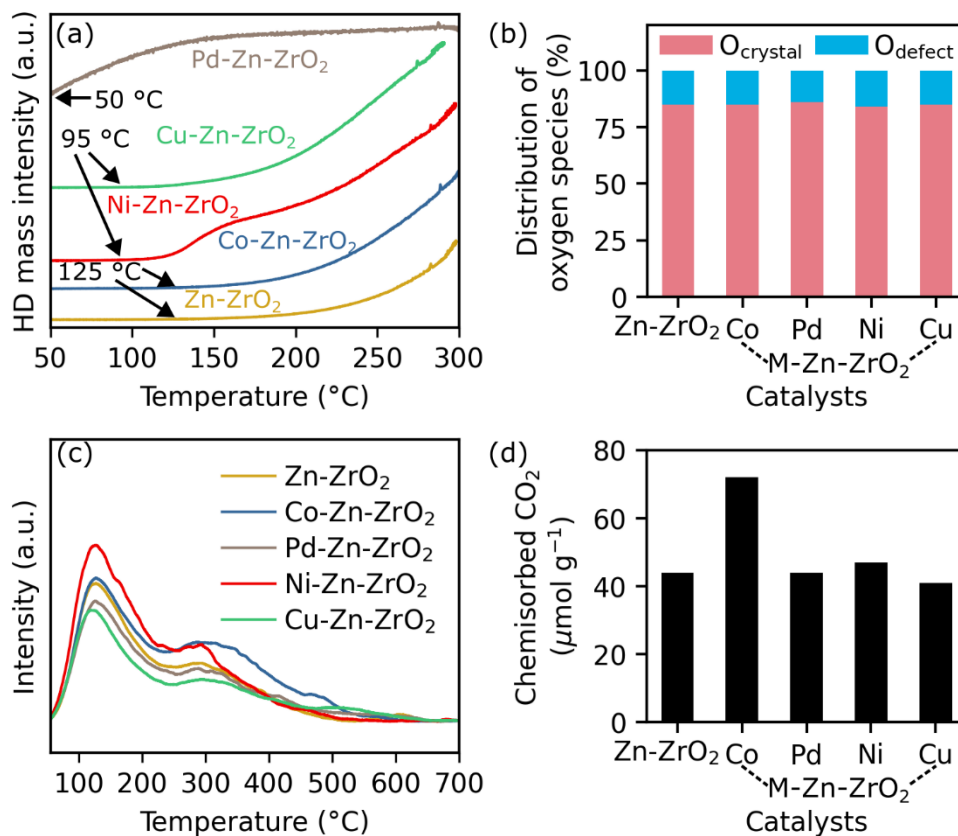 (a)
HD mass intensity (a.u.)
Pd-Zn-ZrO₂
50 °C
Cu-Zn-ZrO₂
95 °C
Ni-Zn-ZrO₂
Co-Zn-ZrO₂
125 °C
Zn-ZrO₂
50 100 150 200 250 300
Temperature (°C)
(b)
O_crystal O_defect
Distribution of
oxygen species (%)
100
75
50
25
0
Zn-ZrO₂ Co Pd Ni Cu
M-Zn-ZrO₂
Catalysts
(c)
Intensity (a.u.)
Zn-ZrO₂
Co-Zn-ZrO₂
Pd-Zn-ZrO₂
Ni-Zn-ZrO₂
Cu-Zn-ZrO₂
100 200 300 400 500 600 700
Temperature (°C)
(d)
Chemisorbed CO₂
(μmol g⁻¹)
80
60
40
20
0
Zn-ZrO₂ Co Pd Ni Cu
M-Zn-ZrO₂
Catalysts